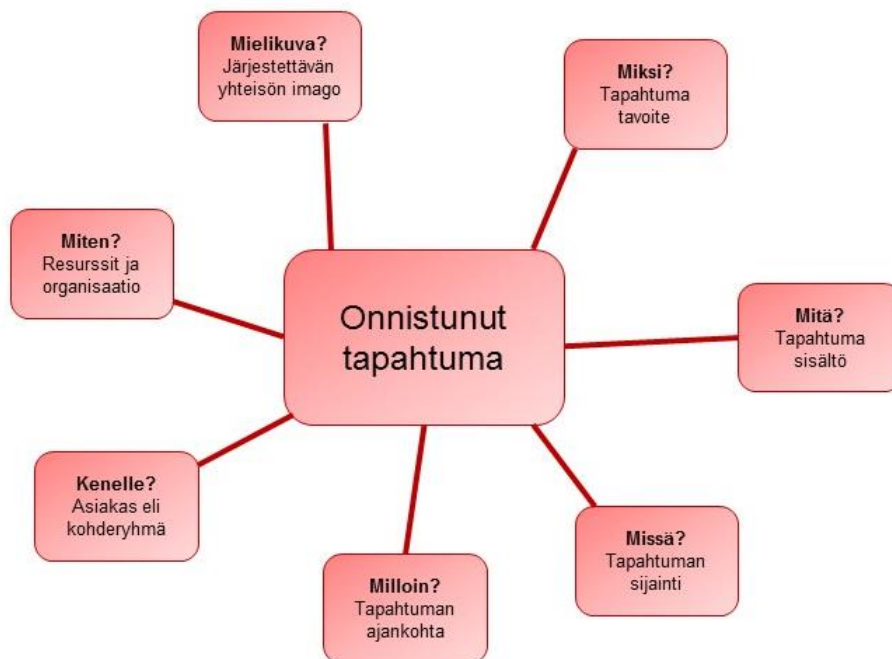 Mielikuva?
Järjestettävän
yhteisön imago
Miksi?
Tapahtuma
tavoite
Miten?
Resurssit ja
organisaatio
Onnistunut
tapahtuma
Mitä?
Tapahtuma
sisältö
Kenelle?
Asiakas eli
kohderyhmä
Milloin?
Tapahtuman
ajankohta
Missä?
Tapahtuman
sijainti